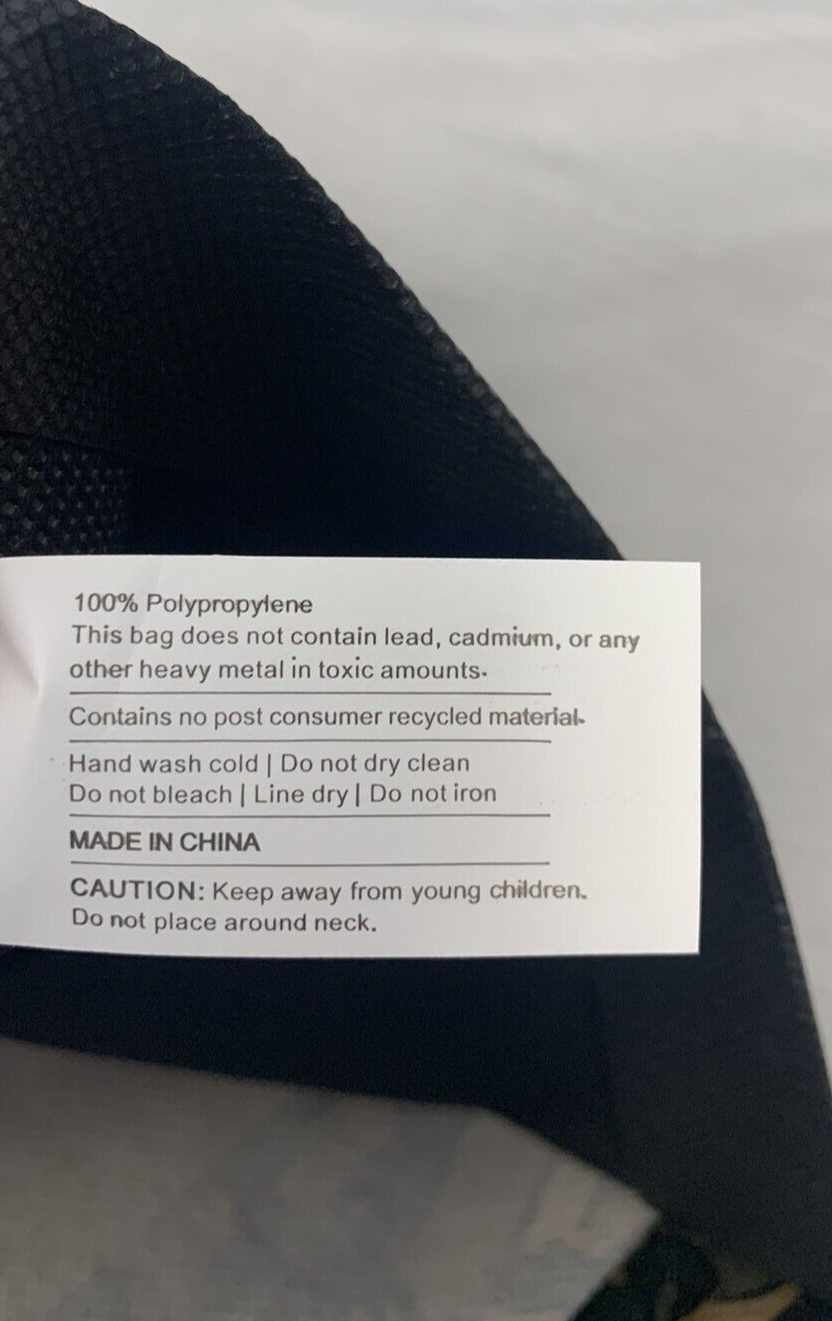 100% Polypropylene
This bag does not contain lead, cadmium, or any
other heavy metal in toxic amounts.
Contains no post consumer recycled material.
Hand wash cold | Do not dry clean
Do not bleach | Line dry | Do not iron
MADE IN CHINA
CAUTION: Keep away from young children.
Do not place around neck.